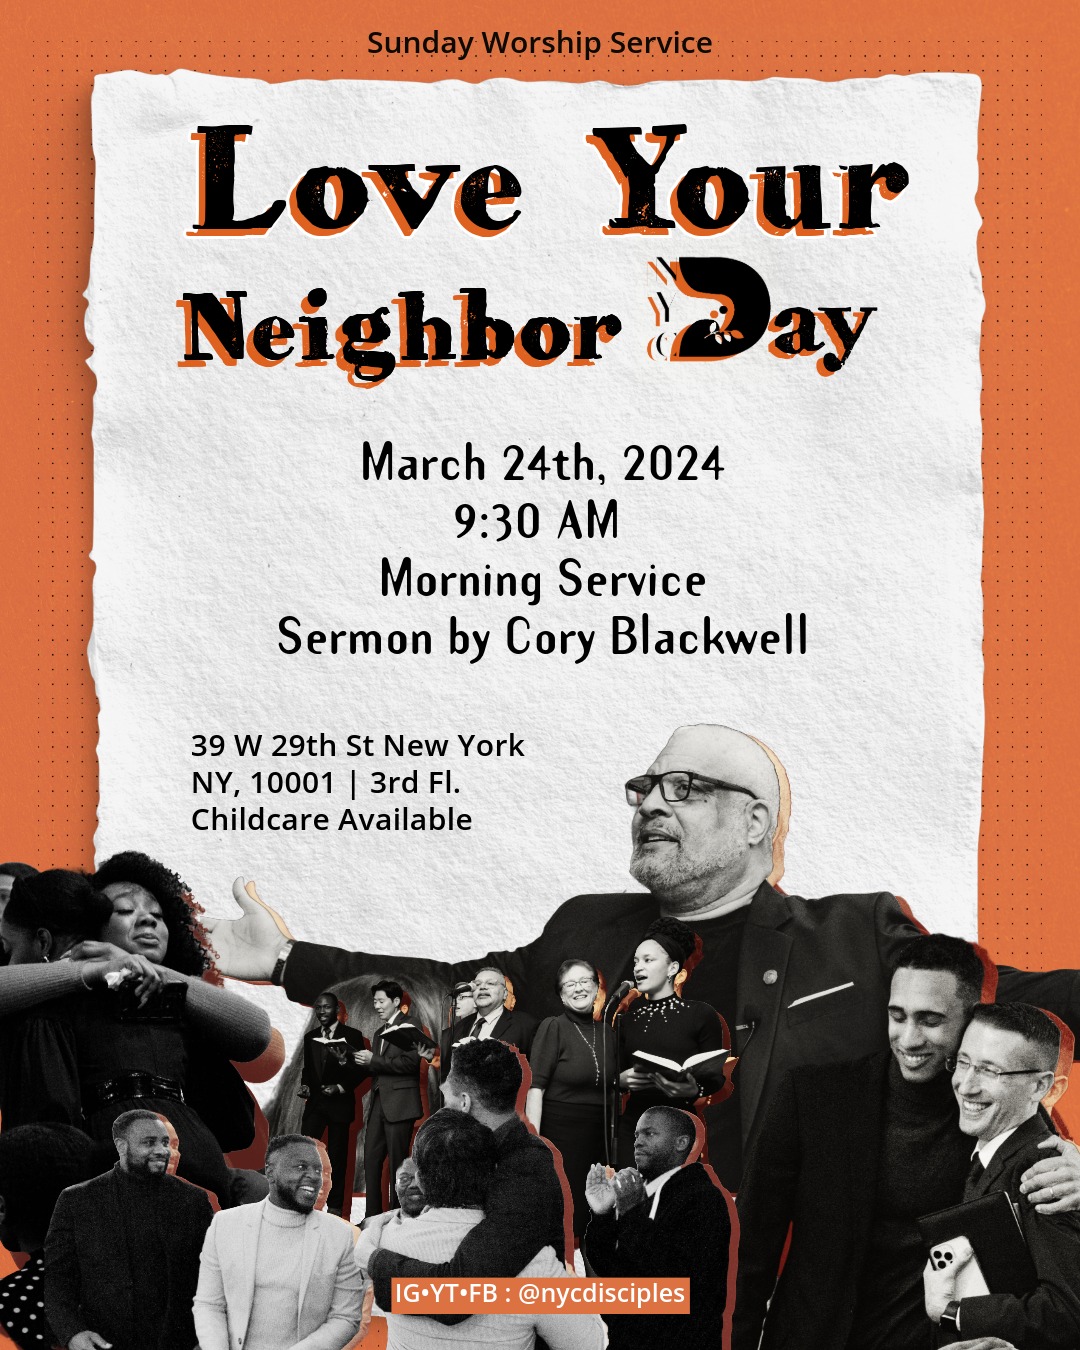 Sunday Worship Service
Love Your
Neighbor Day
March 24th, 2024
9:30 AM
Morning Service
Sermon by Cory Blackwell
39 W 29th St New York
NY, 10001 | 3rd Fl.
Childcare Available
IG•YT•FB : @nycdisciples